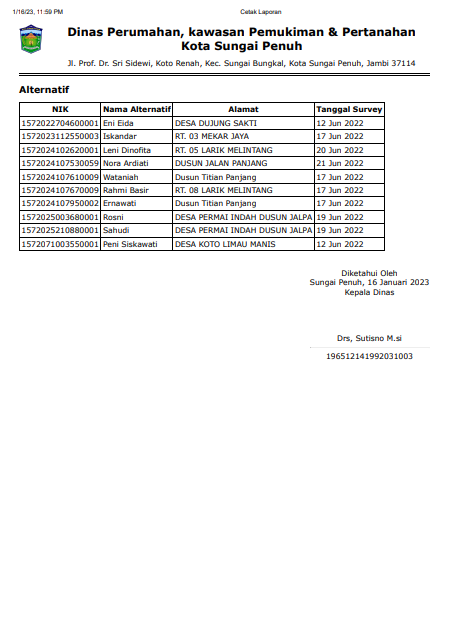 1/16/23, 11:59 PM Cetak Laporan
Dinas Perumahan, kawasan Pemukiman & Pertanahan
Kota Sungai Penuh
Jl. Prof. Dr. Sri Sidewi, Koto Renah, Kec. Sungai Bungkal, Kota Sungai Penuh, Jambi 37114
Alternatif
NIK Nama Alternatif Alamat Tanggal Survey
1572022704600001 Eni Eida DESA DUJUNG SAKTI 12 Jun 2022
1572023112550003 Iskandar RT. 03 MEKAR JAYA 17 Jun 2022
1572024102620001 Leni Dinofita RT. 05 LARIK MELINTANG 20 Jun 2022
1572024107530059 Nora Ardiati DUSUN JALAN PANJANG 21 Jun 2022
1572024107610009 Wataniah Dusun Titian Panjang 17 Jun 2022
1572024107670009 Rahmi Basir RT. 08 LARIK MELINTANG 17 Jun 2022
1572024107950002 Ernawati Dusun Titian Panjang 17 Jun 2022
1572025003680001 Rosni DESA PERMAI INDAH DUSUN JALPA 19 Jun 2022
1572025210880001 Sahudi DESA PERMAI INDAH DUSUN JALPA 19 Jun 2022
1572071003550001 Peni Siskawati DESA KOTO LIMAU MANIS 12 Jun 2022
Diketahui Oleh
Sungai Penuh, 16 Januari 2023
Kepala Dinas
Drs, Sutisno M.si
196512141992031003